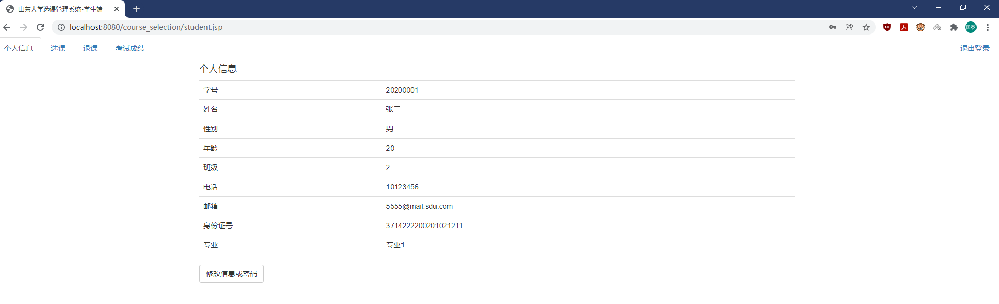 山东大学选课管理系统-学生端
localhost:8080/course_selection/student.jsp
国泰
个人信息 选课 退课 考试成绩 退出登录
个人信息
学号 20200001
姓名 张三
性别 男
年龄 20
班级 2
电话 10123456
邮箱 5555@mail.sdu.com
身份证号 3714222200201021211
专业 专业1
修改信息或密码